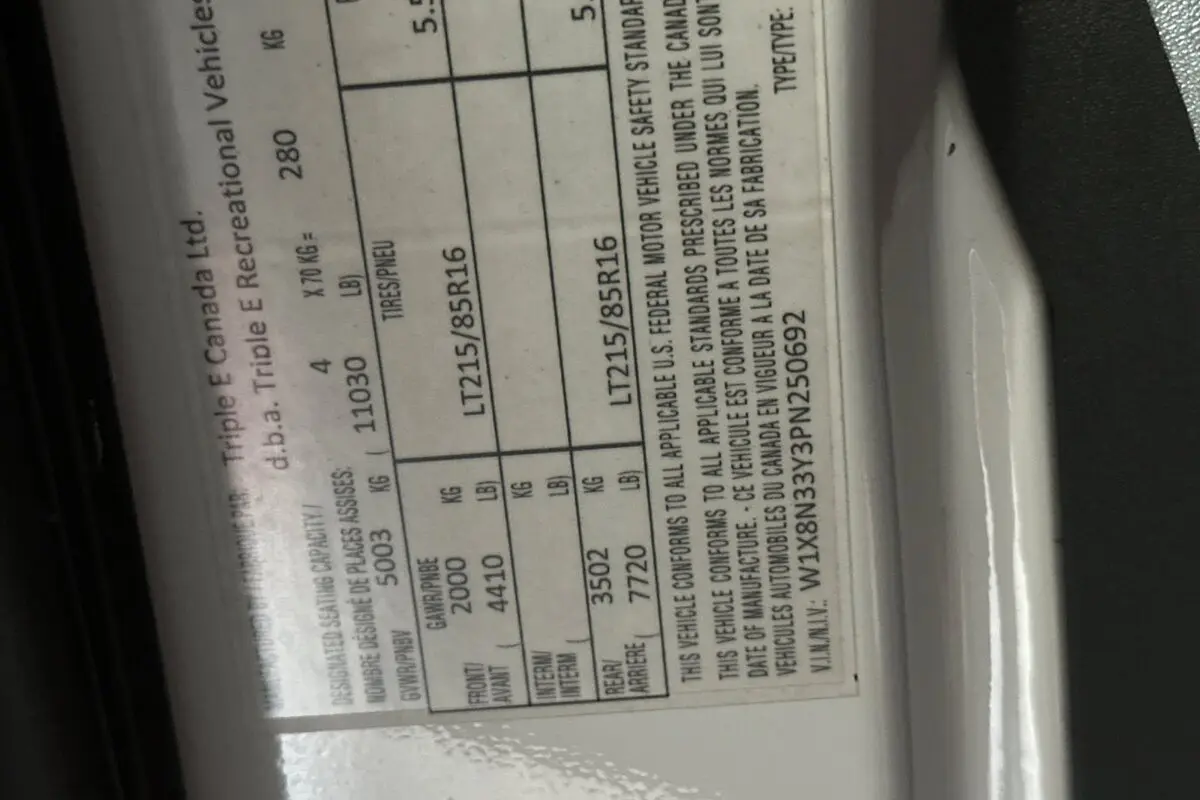 Triple E Canada Ltd.
d.b.a. Triple E Recreational Vehicles
DESIGNATED SEATING CAPACITY/
NOMBRE DÉSIGNÉ DE PLACES ASSISES: 4 X 70 KG = 280 KG
GVWR/PNBV 5003 KG ( 11030 LB)
GAWR/PNBE TIRES/PNEU
FRONT/ 2000 KG
AVANT ( 4410 LB) LT215/85R16
INTERM/ KG
INTERM ( LB)
REAR/ 3502 KG
ARRIERE ( 7720 LB) LT215/85R16
THIS VEHICLE CONFORMS TO ALL APPLICABLE U.S. FEDERAL MOTOR VEHICLE SAFETY
THIS VEHICLE CONFORMS TO ALL APPLICABLE STANDARDS PRESCRIBED UNDER THE
DATE OF MANUFACTURE. - CE VEHICULE EST CONFORME A TOUTES LES NORMES QUI LUI SONT
VEHICULES AUTOMOBILES DU CANADA EN VIGUEUR A LA DATE DE SA FABRICATION.
V.I.N./N.I.V.: W1X8N33Y3PN250692 TYPE/TYPE: